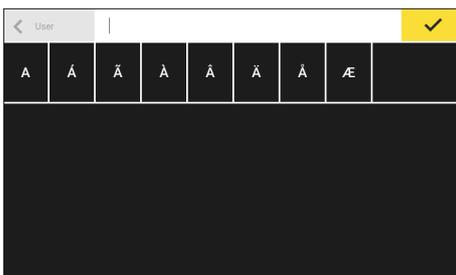 User
A Á Ã À Â Ä Å Æ